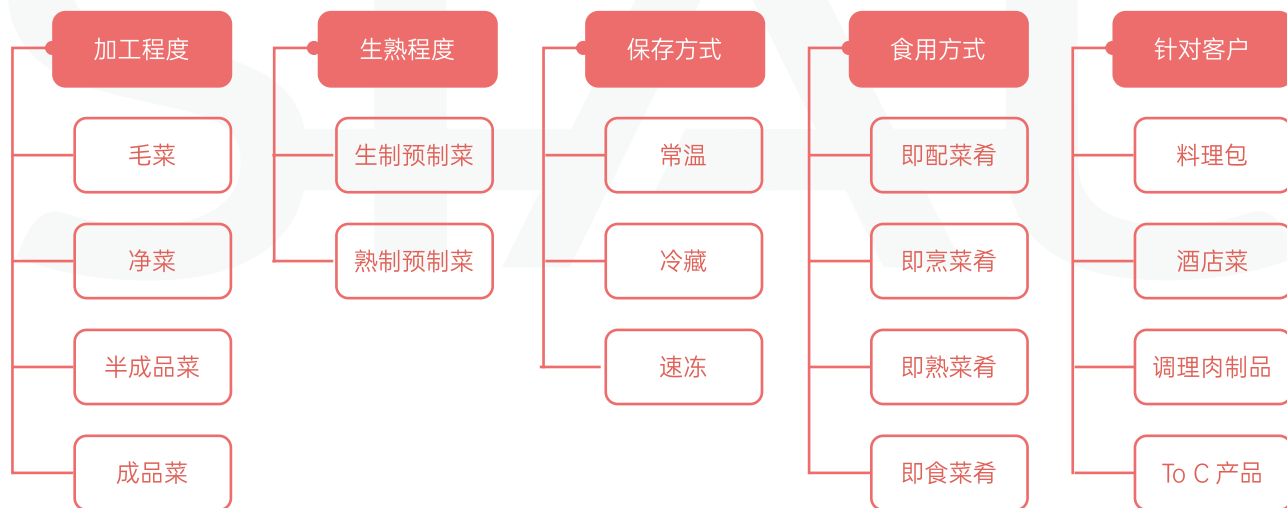 加工程度
毛菜
净菜
半成品菜
成品菜
生熟程度
生制预制菜
熟制预制菜
保存方式
常温
冷藏
速冻
食用方式
即配菜肴
即烹菜肴
即熟菜肴
即食菜肴
针对客户
料理包
酒店菜
调理肉制品
To C 产品